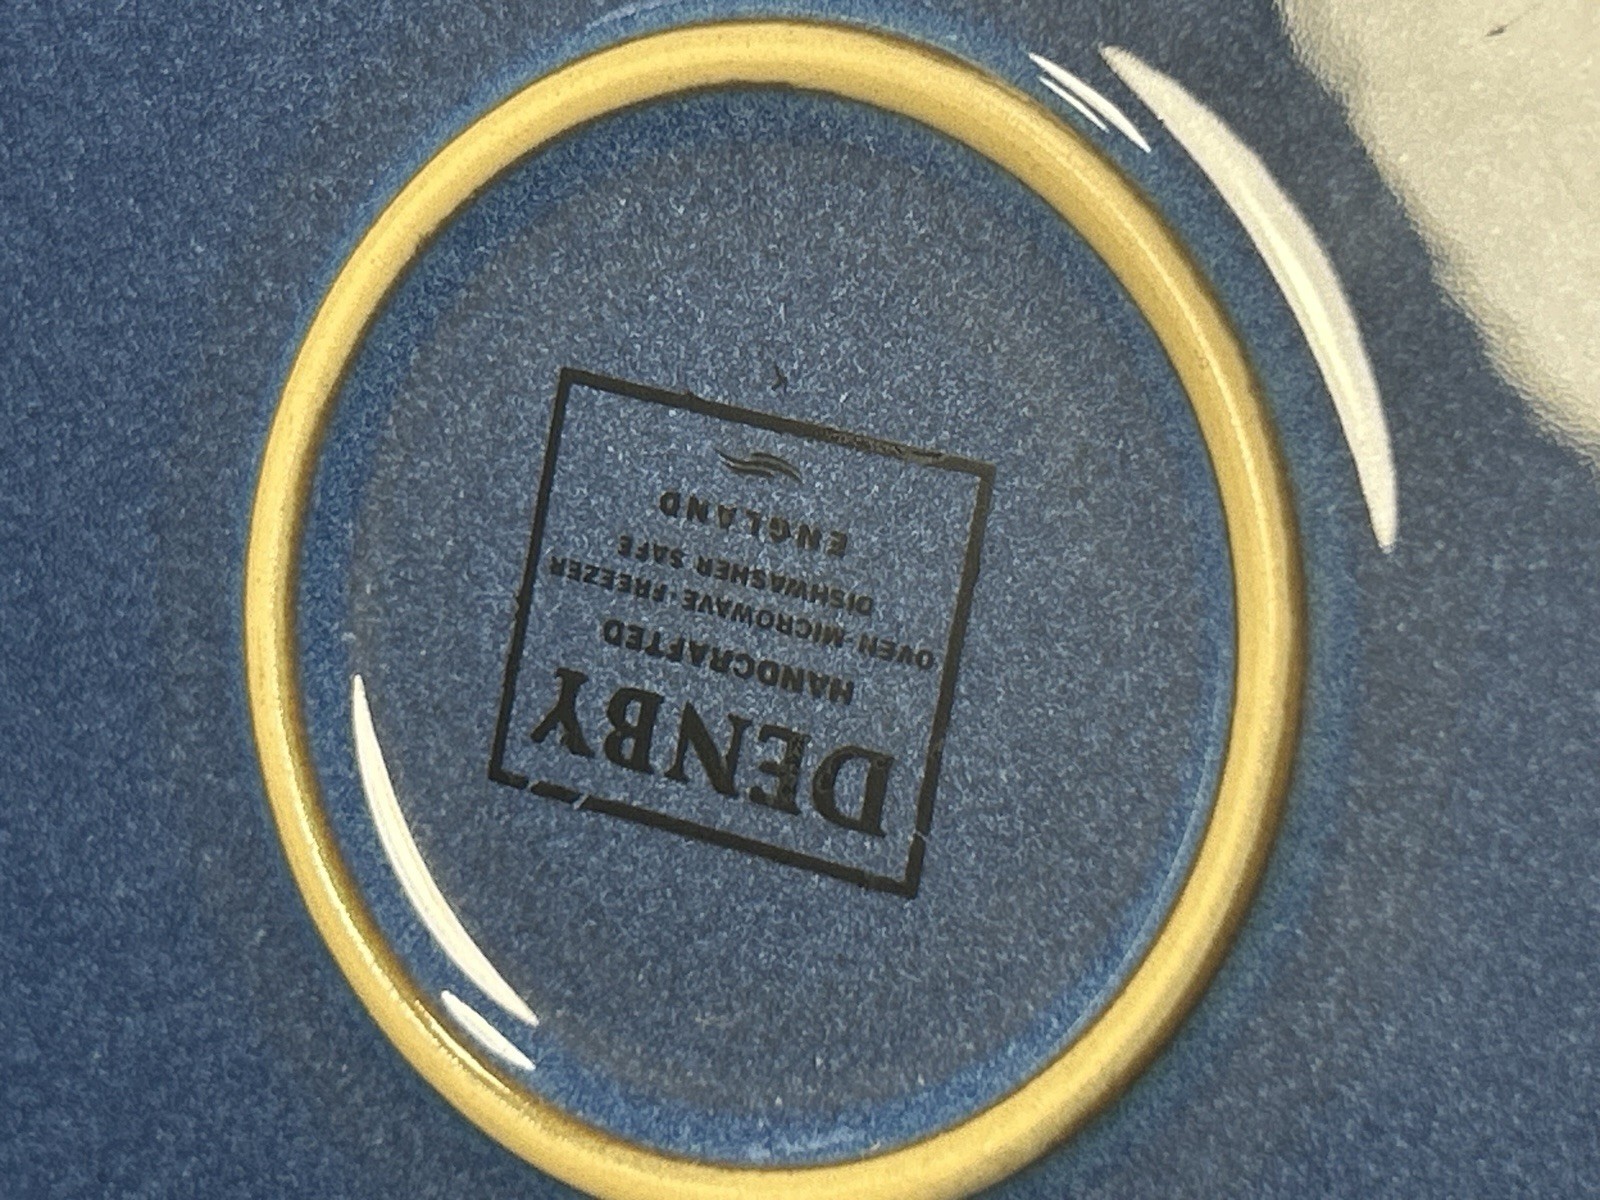 DENBY
HANDCRAFTED
OVEN·MICROWAVE·FREEZER
DISHWASHER SAFE
ENGLAND